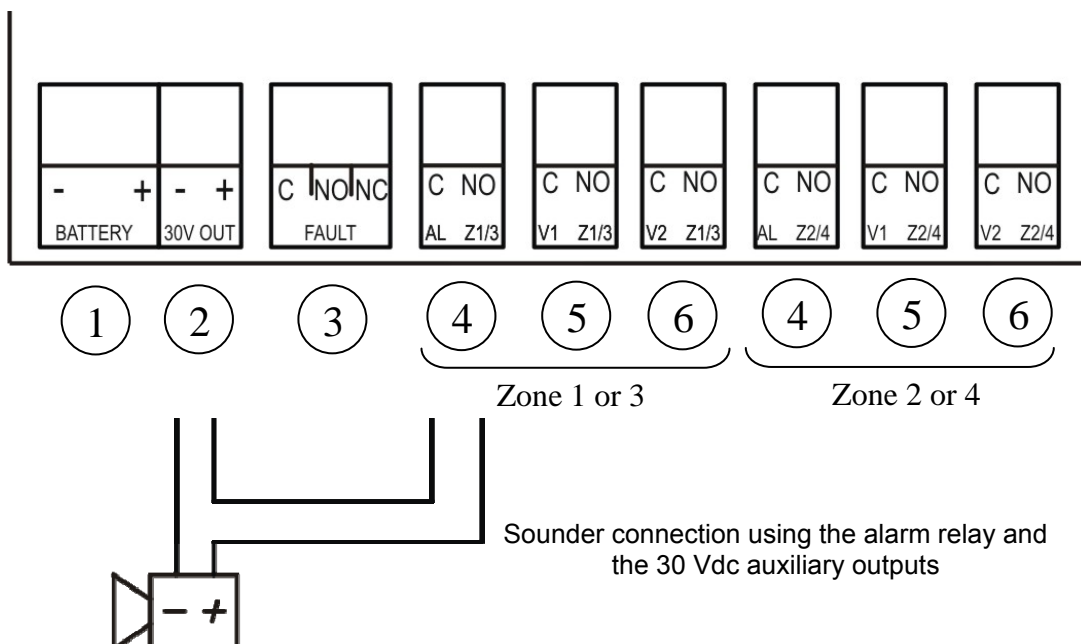 - + - + C NO NC C NO C NO C NO C NO C NO C NO
BATTERY 30V OUT FAULT AL Z1/3 V1 Z1/3 V2 Z1/3 AL Z2/4 V1 Z2/4 V2 Z2/4
1 2 3 4 5 6 4 5 6
Zone 1 or 3 Zone 2 or 4
Sounder connection using the alarm relay and
the 30 Vdc auxiliary outputs
- +